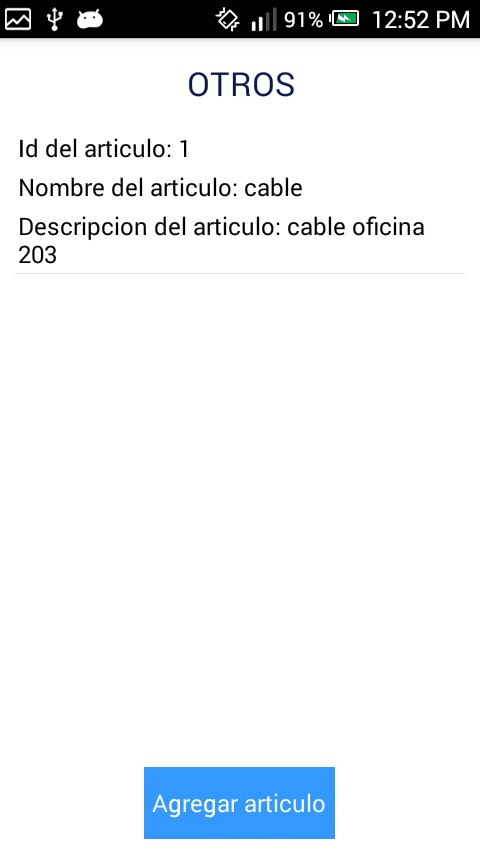 91% 12:52 PM
OTROS
Id del articulo: 1
Nombre del articulo: cable
Descripcion del articulo: cable oficina
203
Agregar articulo